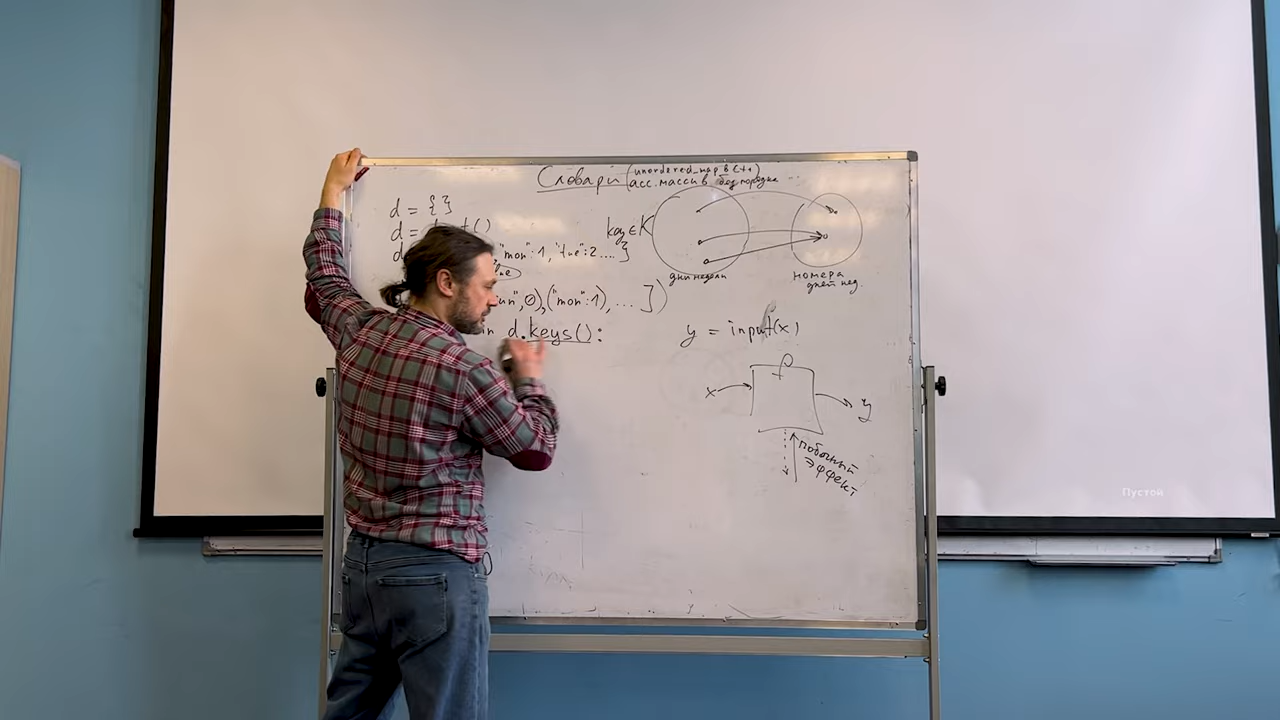 Словари (unordered_map в C++)
асс. массив без порядка ...
d = {}
d = dict()
d "mon":1, "tue":2....}
key ∈ K
дни недели
номера
дней нед.
un",0),("mon":1), ... ])
in d.keys():
y = input(x)
x
y
побочный
эффект
Пустой